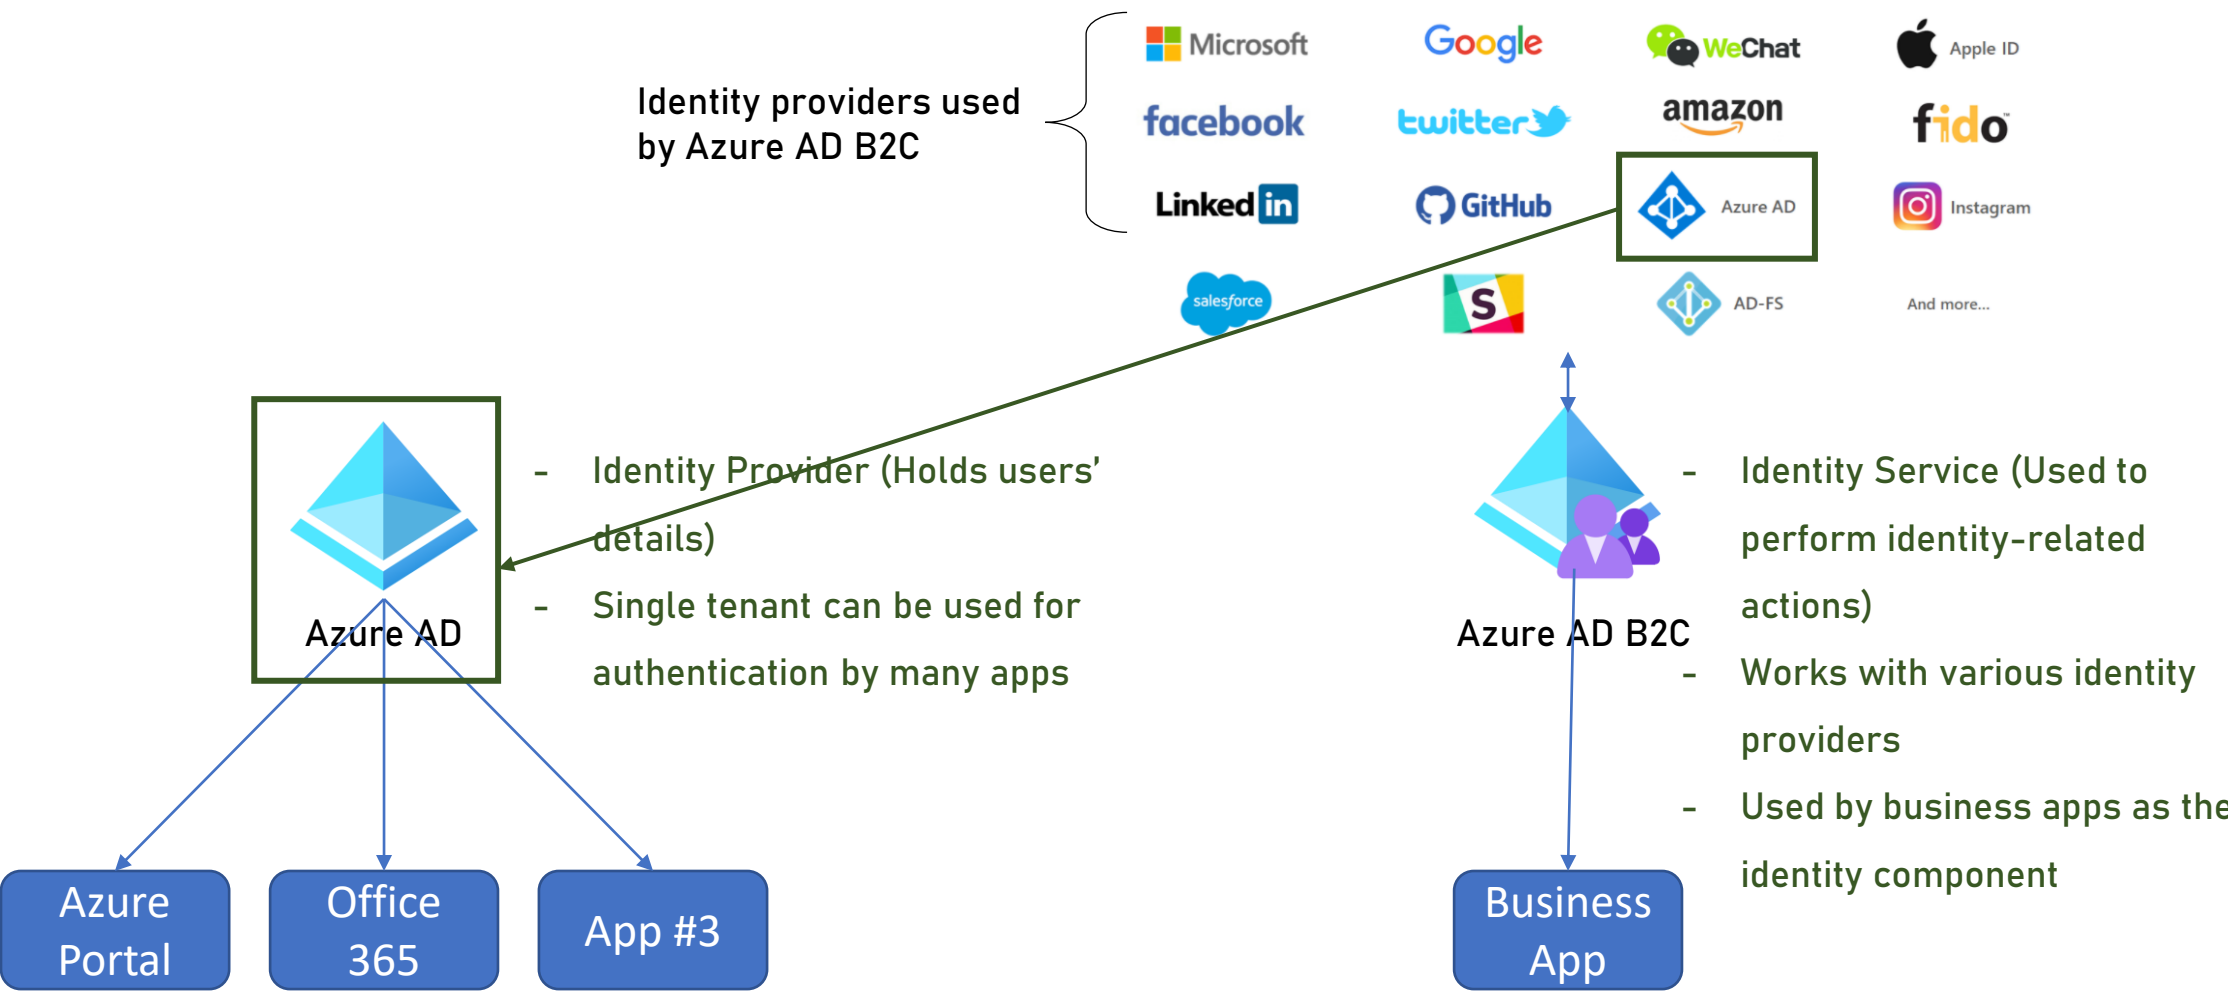 Microsoft
Google
WeChat
Apple ID
Identity providers used
by Azure AD B2C
facebook
twitter
amazon
fido™
Linked in
GitHub
Azure AD
Instagram
salesforce
S
AD-FS
And more...
Azure AD
- Identity Provider (Holds users’
details)
- Single tenant can be used for
authentication by many apps
Azure AD B2C
- Identity Service (Used to
perform identity-related
actions)
- Works with various identity
providers
- Used by business apps as the
identity component
Azure
Portal
Office
365
App #3
Business
App